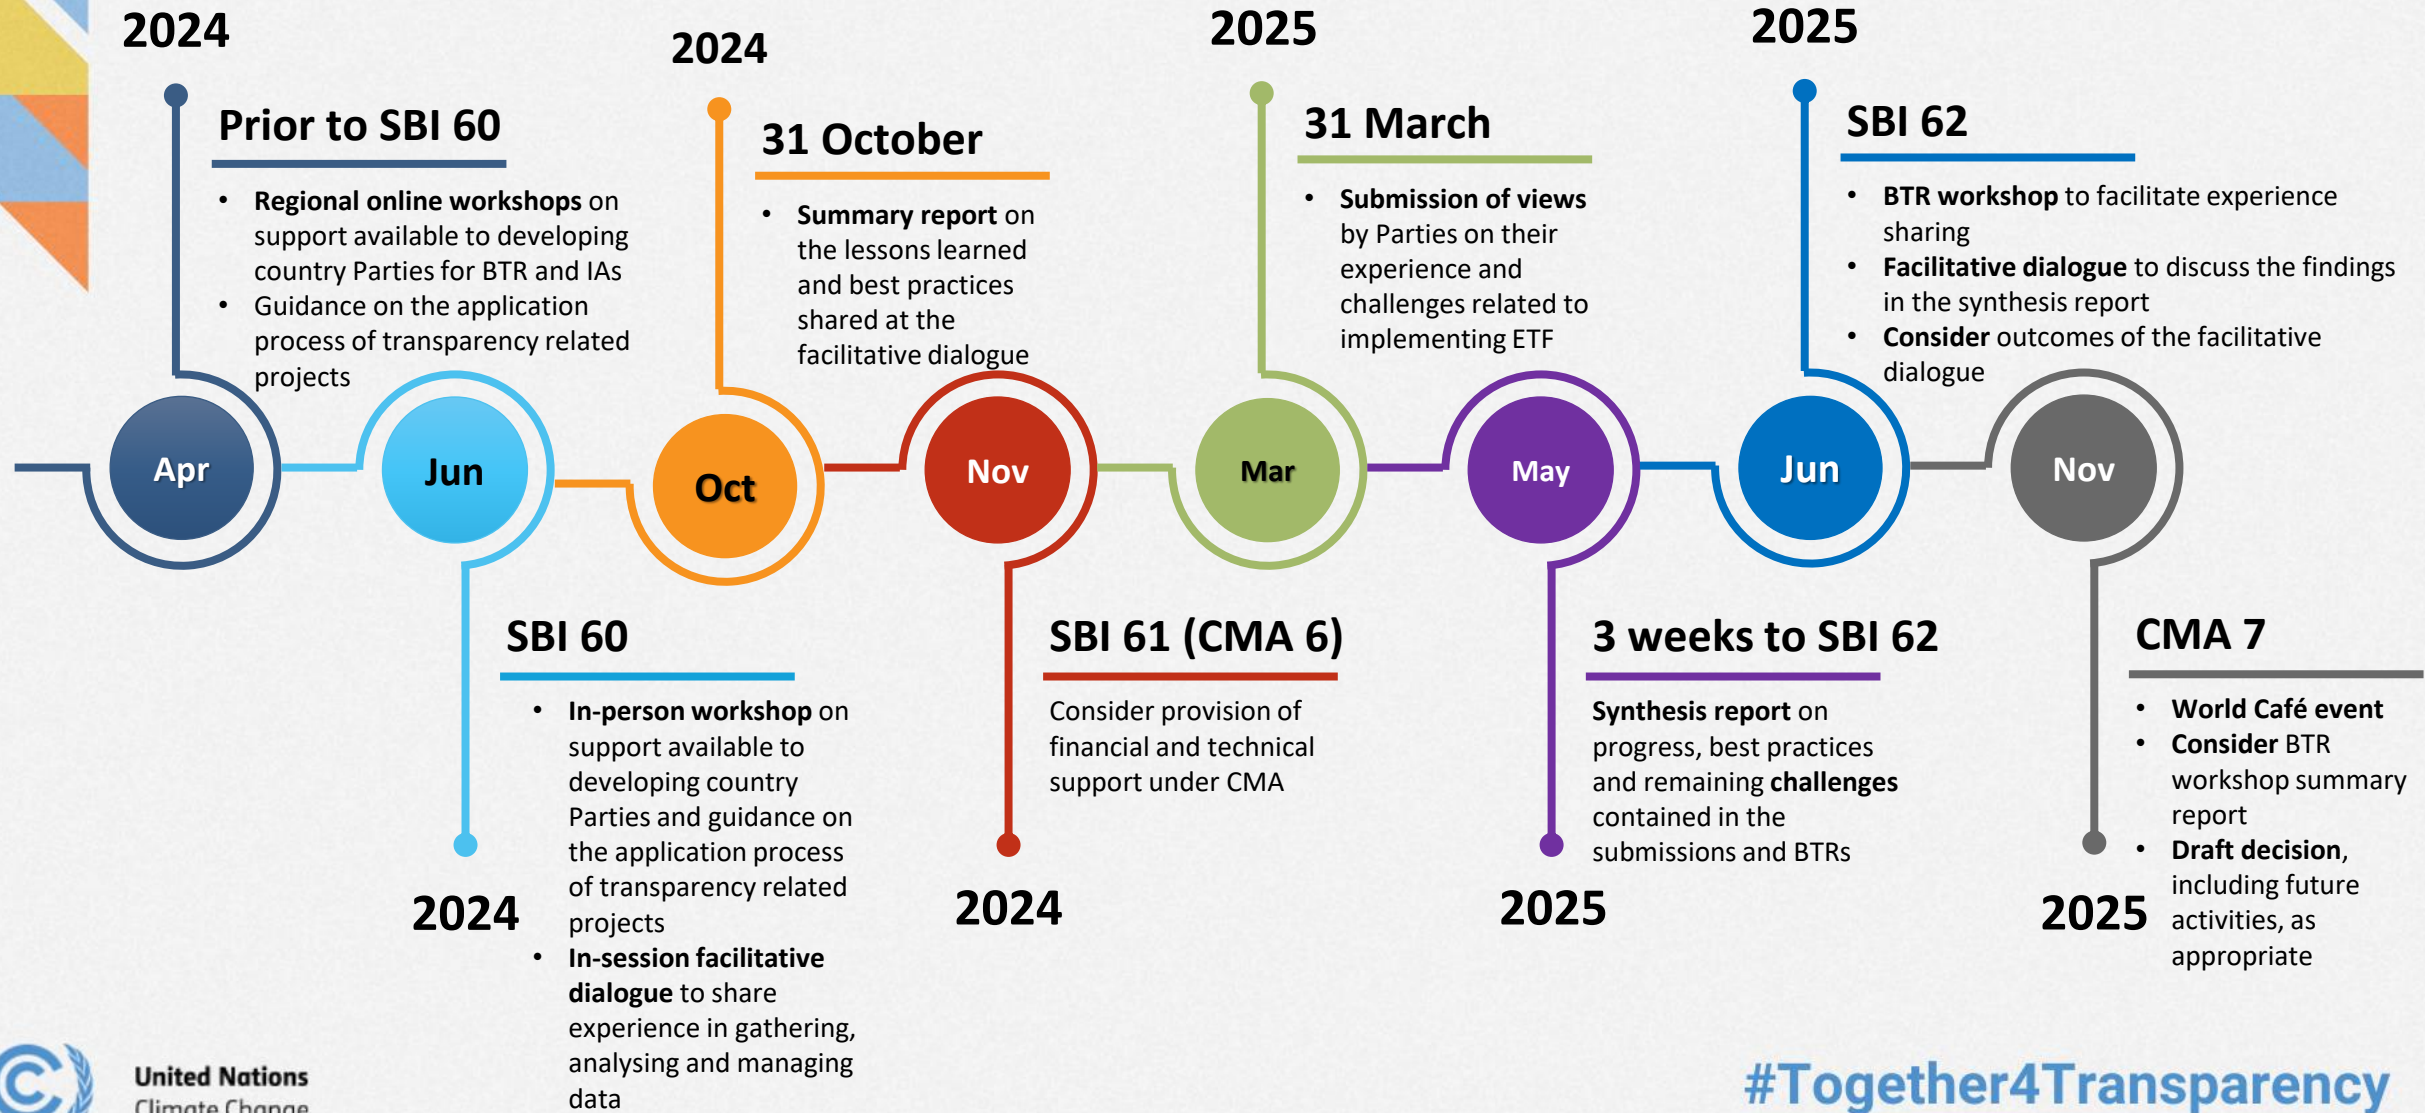 2024
Prior to SBI 60
• Regional online workshops on
support available to developing
country Parties for BTR and IAs
• Guidance on the application
process of transparency related
projects
Apr
Jun
SBI 60
• In-person workshop on
support available to
developing country
Parties and guidance on
the application process
of transparency related
projects
• In-session facilitative
dialogue to share
experience in gathering,
analysing and managing
data
2024
2024
31 October
• Summary report on
the lessons learned
and best practices
shared at the
facilitative dialogue
Oct
Nov
SBI 61 (CMA 6)
Consider provision of
financial and technical
support under CMA
2024
2025
31 March
• Submission of views
by Parties on their
experience and
challenges related to
implementing ETF
Mar
May
3 weeks to SBI 62
Synthesis report on
progress, best practices
and remaining challenges
contained in the
submissions and BTRs
2025
2025
SBI 62
• BTR workshop to facilitate experience
sharing
• Facilitative dialogue to discuss the findings
in the synthesis report
• Consider outcomes of the facilitative
dialogue
Jun
Nov
CMA 7
• World Café event
• Consider BTR
workshop summary
report
• Draft decision,
including future
activities, as
appropriate
2025
United Nations
Climate Change
#Together4Transparency